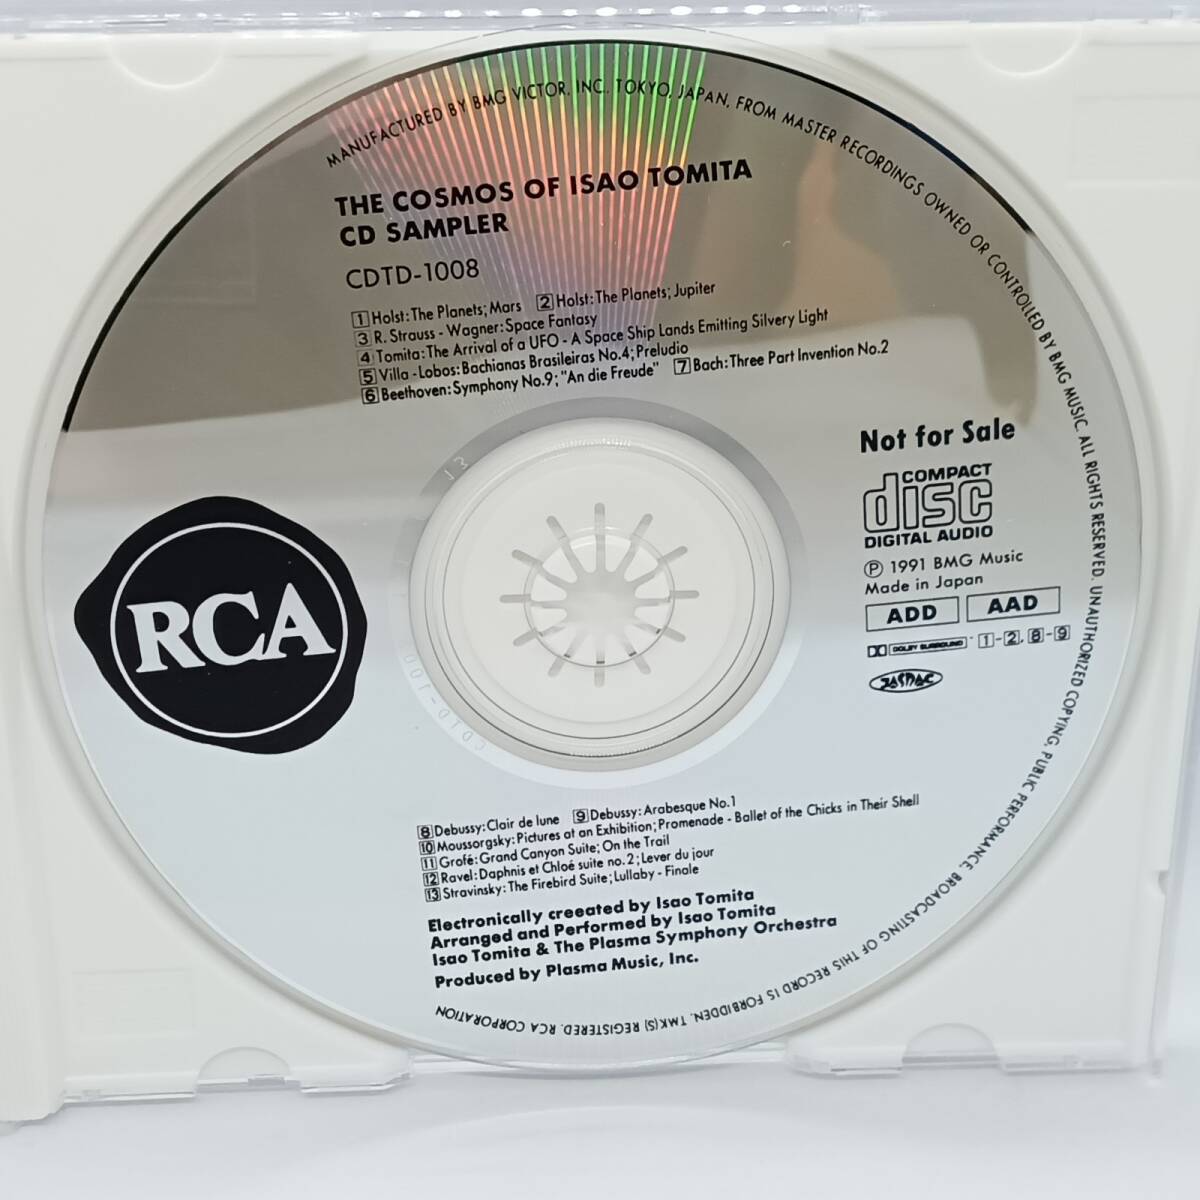 MANUFACTURED BY BMG VICTOR, INC., TOKYO, JAPAN, FROM MASTER RECORDINGS OWNED OR CONTROLLED BY BMG MUSIC. ALL RIGHTS RESERVED. UNAUTHORIZED COPYING, PUBLIC PERFORMANCE, BROADCASTING OF THIS RECORD IS FORBIDDEN. TMK(S) REGISTERED. RCA CORPORATION
THE COSMOS OF ISAO TOMITA
CD SAMPLER
CDTD-1008
1 Holst:The Planets;Mars 2 Holst:The Planets;Jupiter
3 R.Strauss-Wagner:Space Fantasy
4 Tomita:The Arrival of a UFO-A Space Ship Lands Emitting Silvery Light
5 Villa-Lobos:Bachianas Brasileiras No.4;Preludio
6 Beethoven:Symphony No.9;"An die Freude" 7 Bach:Three Part Invention No.2
Not for Sale
COMPACT
disc
DIGITAL AUDIO
℗ 1991 BMG Music
Made in Japan
ADD AAD
DOLBY SURROUND 1-2, 8-9
JASRAC
RCA
8 Debussy:Clair de lune 9 Debussy:Arabesque No.1
10 Moussorgsky:Pictures at an Exhibition;Promenade-Ballet of the Chicks in Their Shell
11 Grofé:Grand Canyon Suite;On the Trail
12 Ravel:Daphnis et Chloé suite no.2;Lever du jour
13 Stravinsky:The Firebird Suite;Lullaby-Finale
Electronically creeated by Isao Tomita
Arranged and Performed by Isao Tomita
Isao Tomita & The Plasma Symphony Orchestra
Produced by Plasma Music, Inc.